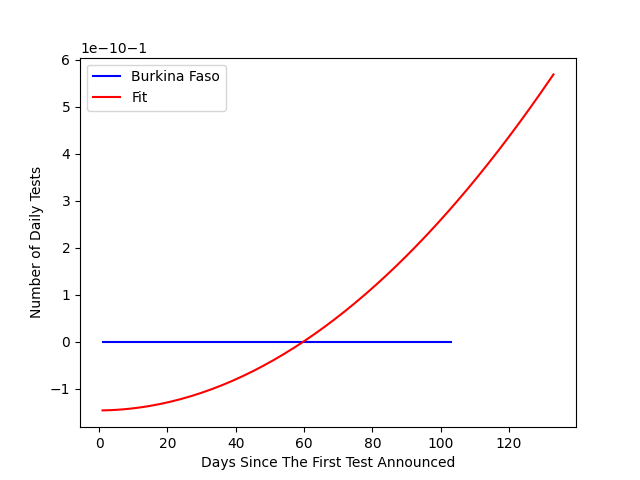 1e−10−1
6
5
4
3
2
1
0
−1
Number of Daily Tests
Burkina Faso
Fit
0 20 40 60 80 100 120
Days Since The First Test Announced